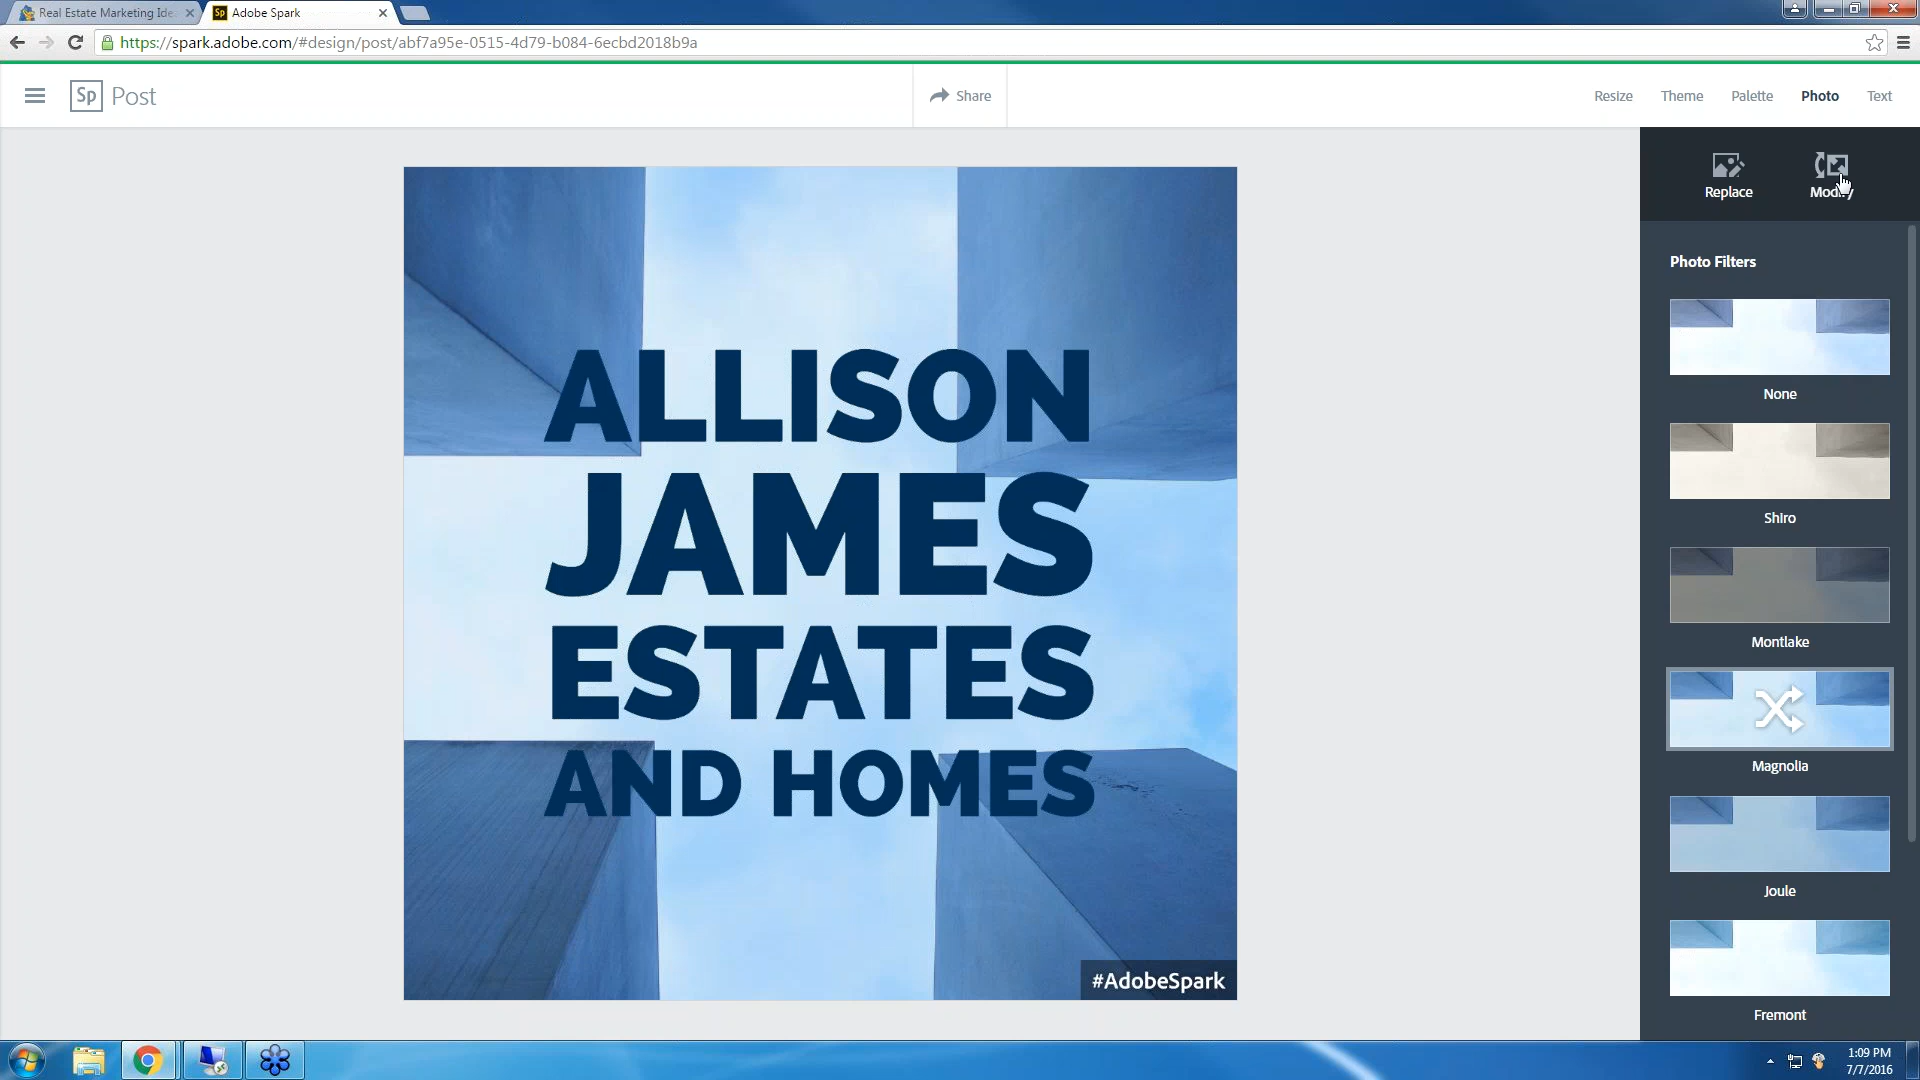 Real Estate Marketing Ide
Adobe Spark
https://spark.adobe.com/#design/post/abf7a95e-0515-4d79-b084-6ecbd2018b9a
Sp Post
Share
Resize Theme Palette Photo Text
Replace Modify
Photo Filters
None
Shiro
Montlake
Magnolia
Joule
Fremont
ALLISON
JAMES
ESTATES
AND HOMES
#AdobeSpark
1:09 PM
7/7/2016